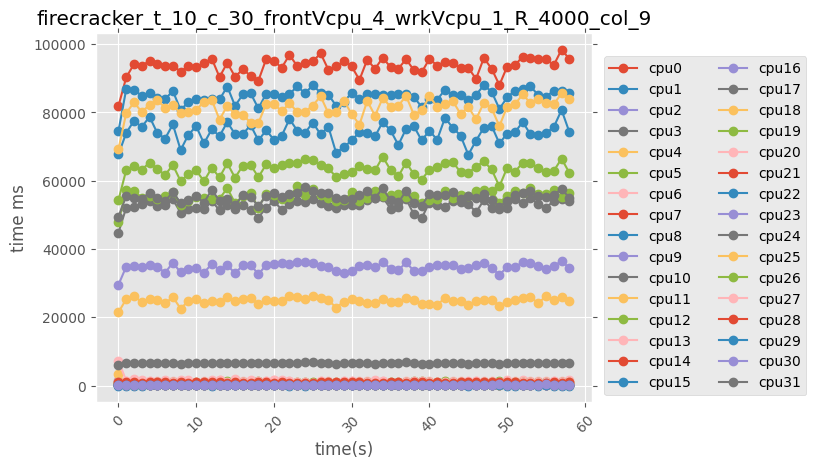 firecracker_t_10_c_30_frontVcpu_4_wrkVcpu_1_R_4000_col_9
100000
80000
60000
40000
20000
0
time ms
0 10 20 30 40 50 60
time(s)
cpu0 cpu16
cpu1 cpu17
cpu2 cpu18
cpu3 cpu19
cpu4 cpu20
cpu5 cpu21
cpu6 cpu22
cpu7 cpu23
cpu8 cpu24
cpu9 cpu25
cpu10 cpu26
cpu11 cpu27
cpu12 cpu28
cpu13 cpu29
cpu14 cpu30
cpu15 cpu31